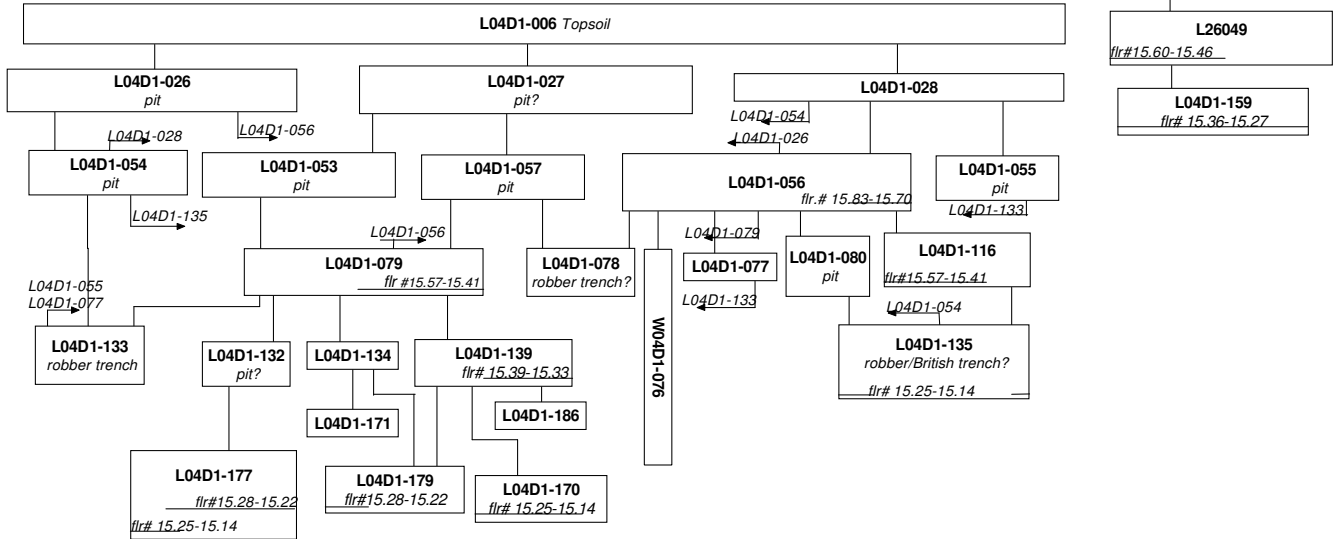 L04D1-006 Topsoil
L26049
flr#15.60-15.46
L04D1-026
pit
L04D1-027
pit?
L04D1-028
L04D1-159
flr# 15.36-15.27
L04D1-028
L04D1-056
L04D1-054
L04D1-026
L04D1-054
pit
L04D1-053
pit
L04D1-057
pit
L04D1-056
flr.# 15.83-15.70
L04D1-055
pit
L04D1-135
L04D1-133
L04D1-056
L04D1-079
L04D1-079
flr #15.57-15.41
L04D1-078
robber trench?
L04D1-077
L04D1-080
pit
L04D1-116
flr#15.57-15.41
L04D1-055
L04D1-077
L04D1-133
L04D1-054
L04D1-133
robber trench
L04D1-132
pit?
L04D1-134
L04D1-139
flr# 15.39-15.33
W04D1-076
L04D1-135
robber/British trench?
flr# 15.25-15.14
L04D1-171
L04D1-186
L04D1-177
flr#15.28-15.22
flr# 15.25-15.14
L04D1-179
flr#15.28-15.22
L04D1-170
flr# 15.25-15.14